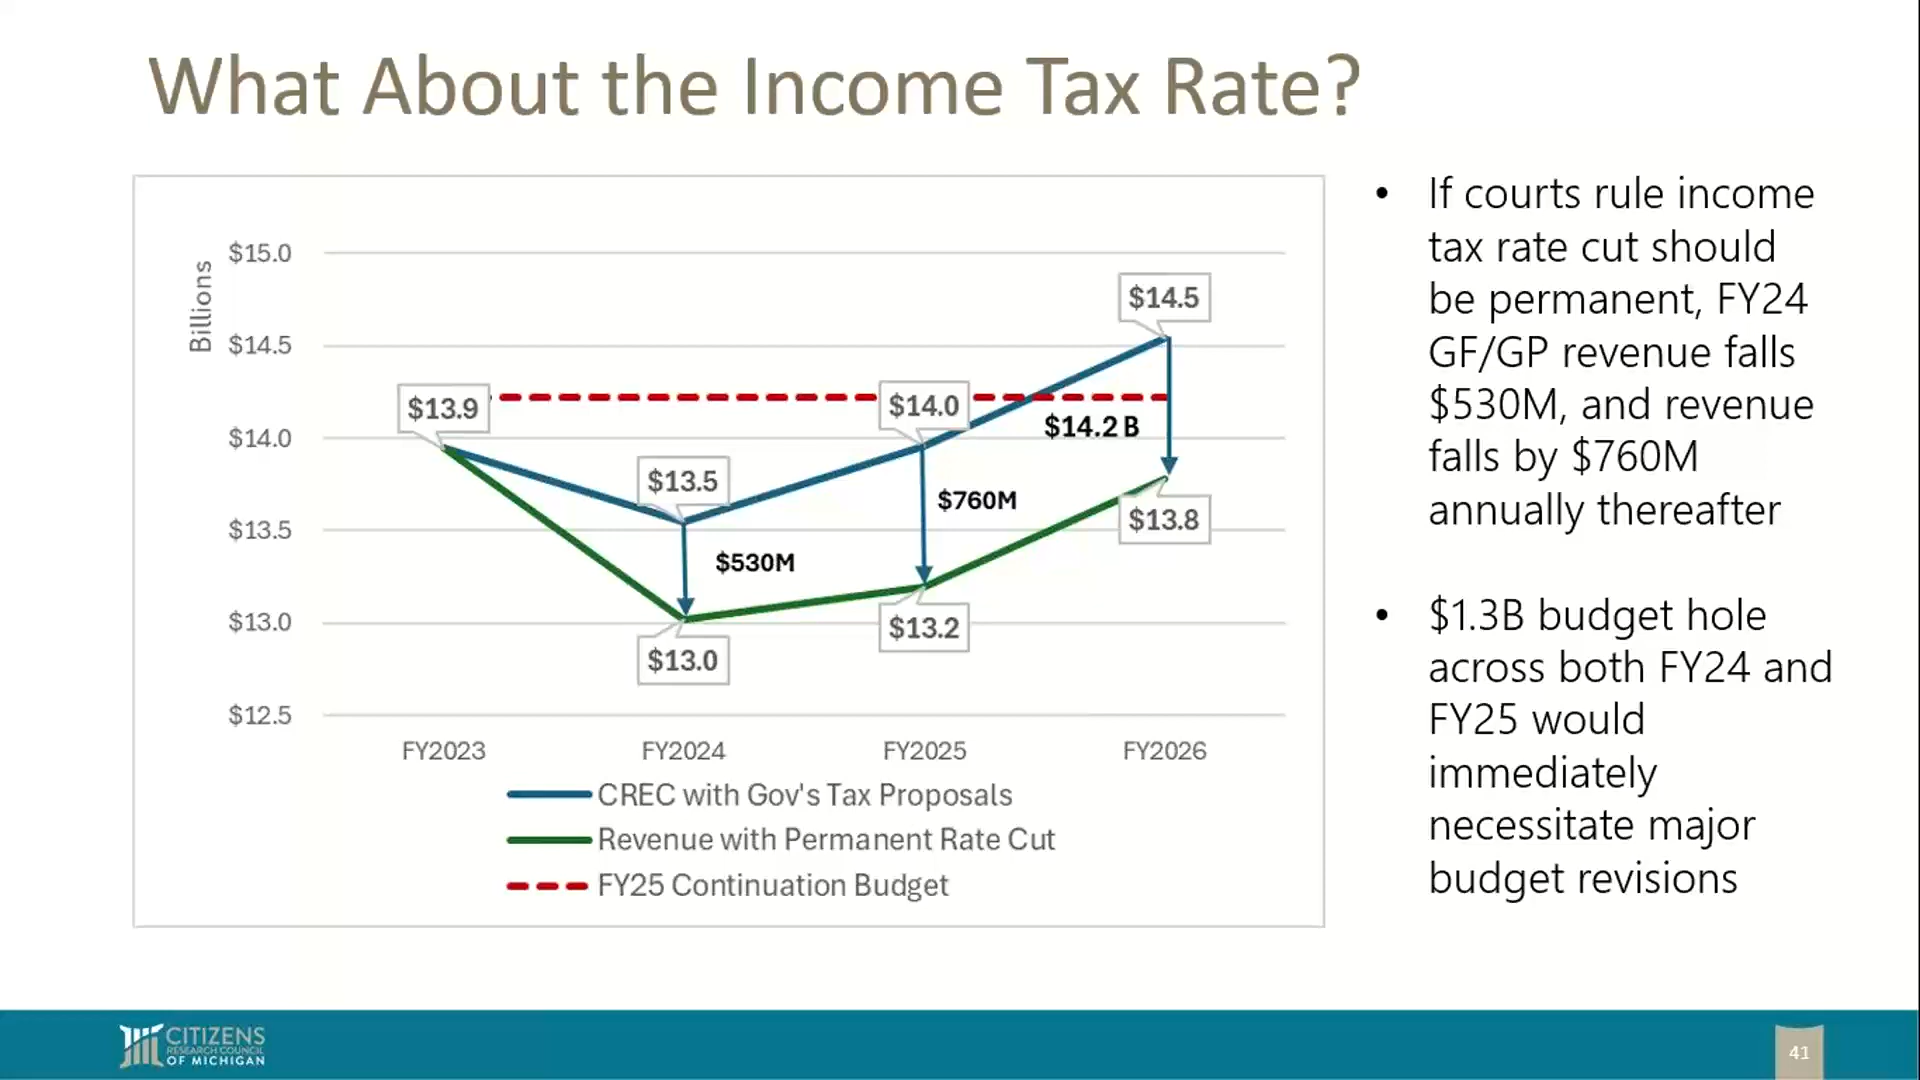 What About the Income Tax Rate?
Billions
$15.0
$14.5
$14.0
$13.5
$13.0
$12.5
$13.9
$13.5
$14.0
$14.5
$14.2 B
$760M
$530M
$13.0
$13.2
$13.8
FY2023
FY2024
FY2025
FY2026
CREC with Gov's Tax Proposals
Revenue with Permanent Rate Cut
FY25 Continuation Budget
• If courts rule income
tax rate cut should
be permanent, FY24
GF/GP revenue falls
$530M, and revenue
falls by $760M
annually thereafter
• $1.3B budget hole
across both FY24 and
FY25 would
immediately
necessitate major
budget revisions
CITIZENS
RESEARCH COUNCIL
OF MICHIGAN
41